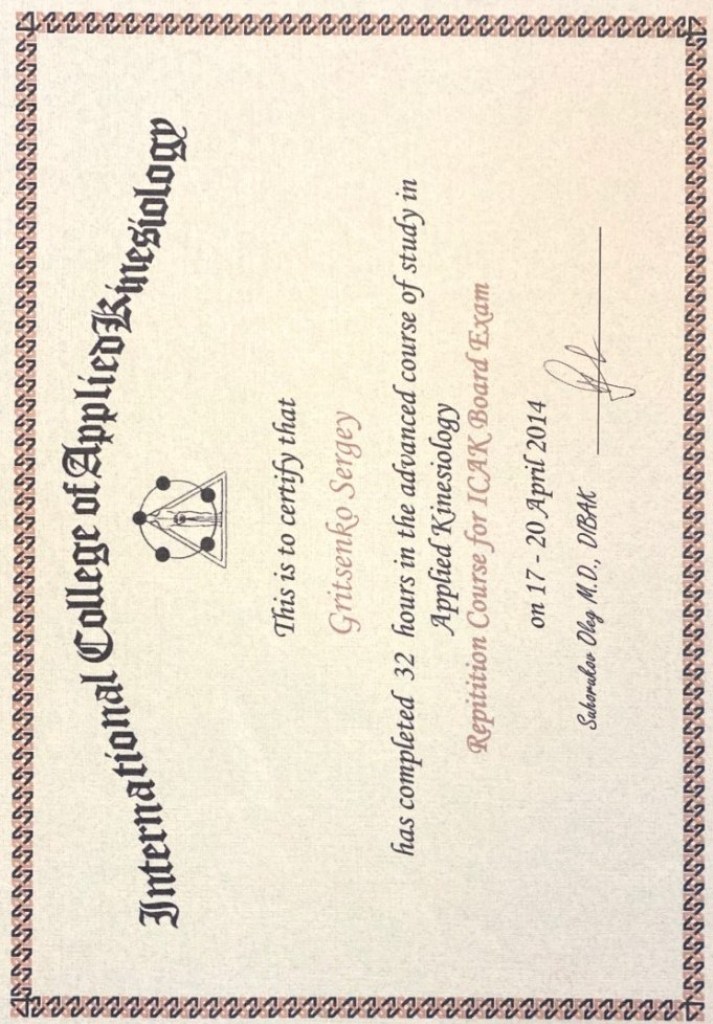 International College of Applied Kinesiology
This is to certify that
Gritsenko Sergey
has completed 32 hours in the advanced course of study in
Applied Kinesiology
Repitition Course for ICAK Board Exam
on 17 - 20 April 2014
Suhorukov Oleg M.D., DIBAK